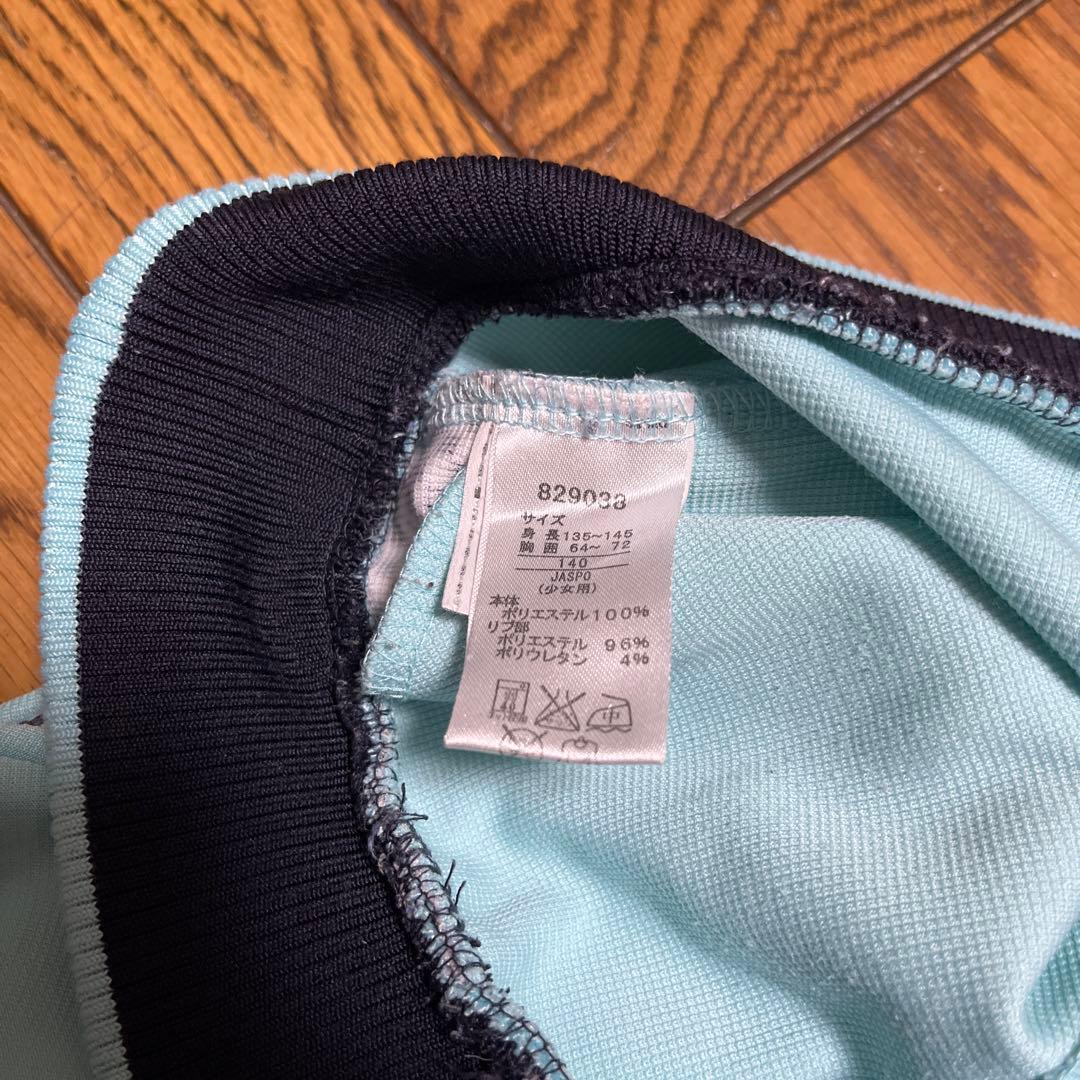 829038
サイズ
身長135~145
胸囲 64~ 72
140
JASPO
(少女用)
本体
ポリエステル100%
リブ部
ポリエステル 96%
ポリウレタン 4%
中